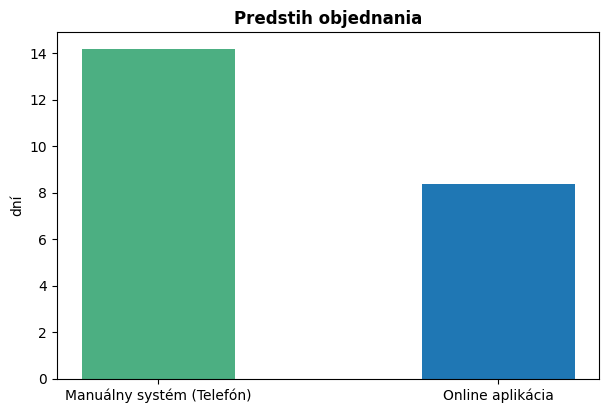 Predstih objednania
14
12
10
8
6
4
2
0
dní
Manuálny systém (Telefón)
Online aplikácia